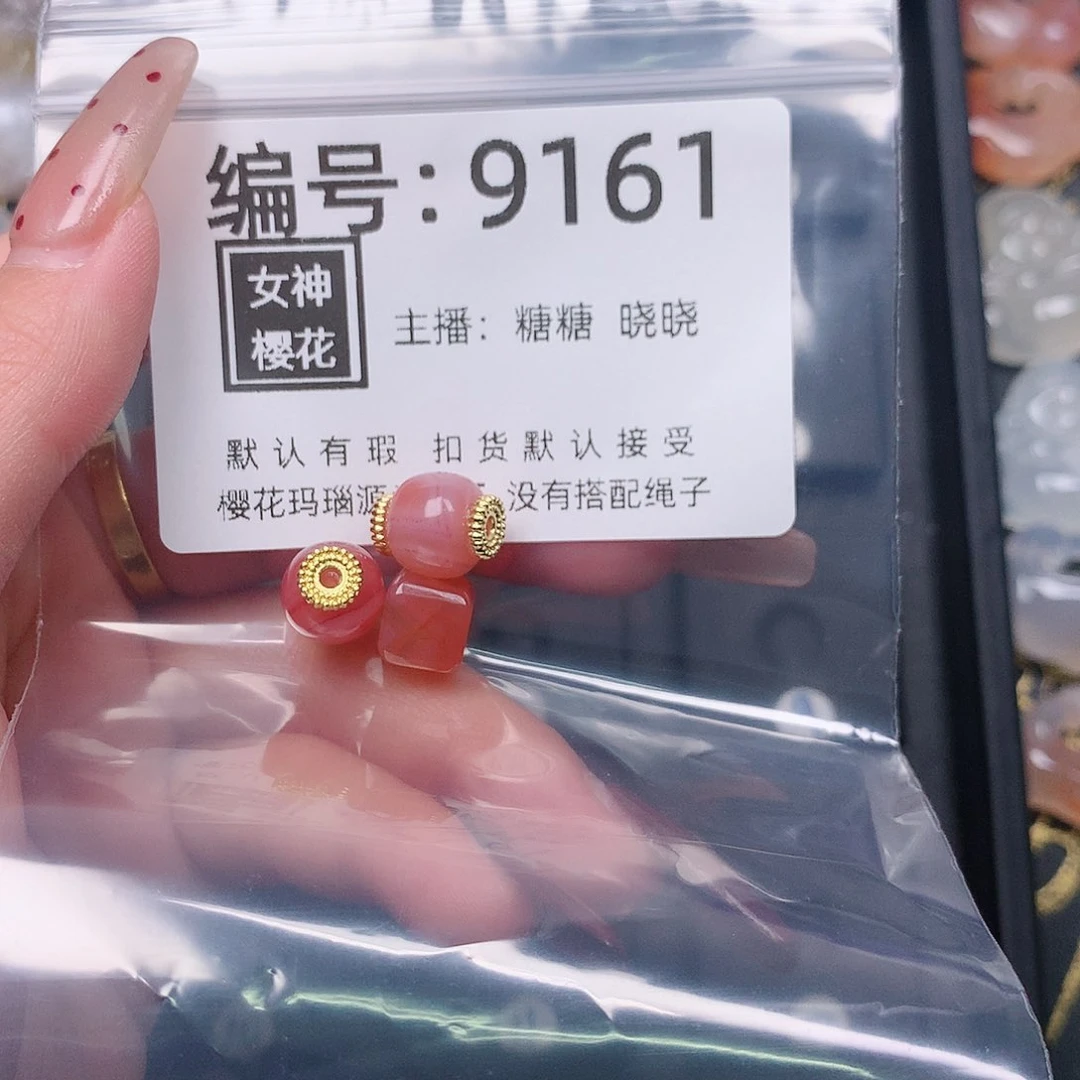 编号：9161
女神
樱花
主播：糖糖 晓晓
默认有瑕 扣货默认接受
樱花玛瑙源 没有搭配绳子